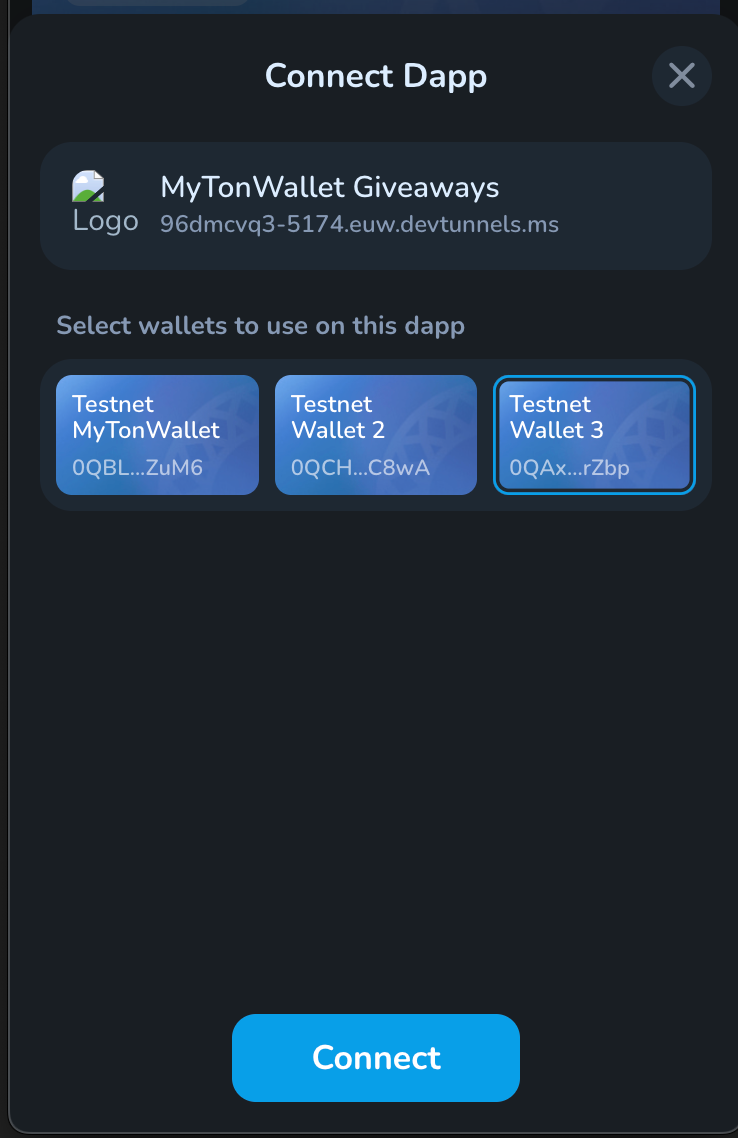 Connect Dapp
MyTonWallet Giveaways
Logo
96dmcvq3-5174.euw.devtunnels.ms
Select wallets to use on this dapp
Testnet
MyTonWallet
0QBL...ZuM6
Testnet
Wallet 2
0QCH...C8wA
Testnet
Wallet 3
0QAx...rZbp
Connect